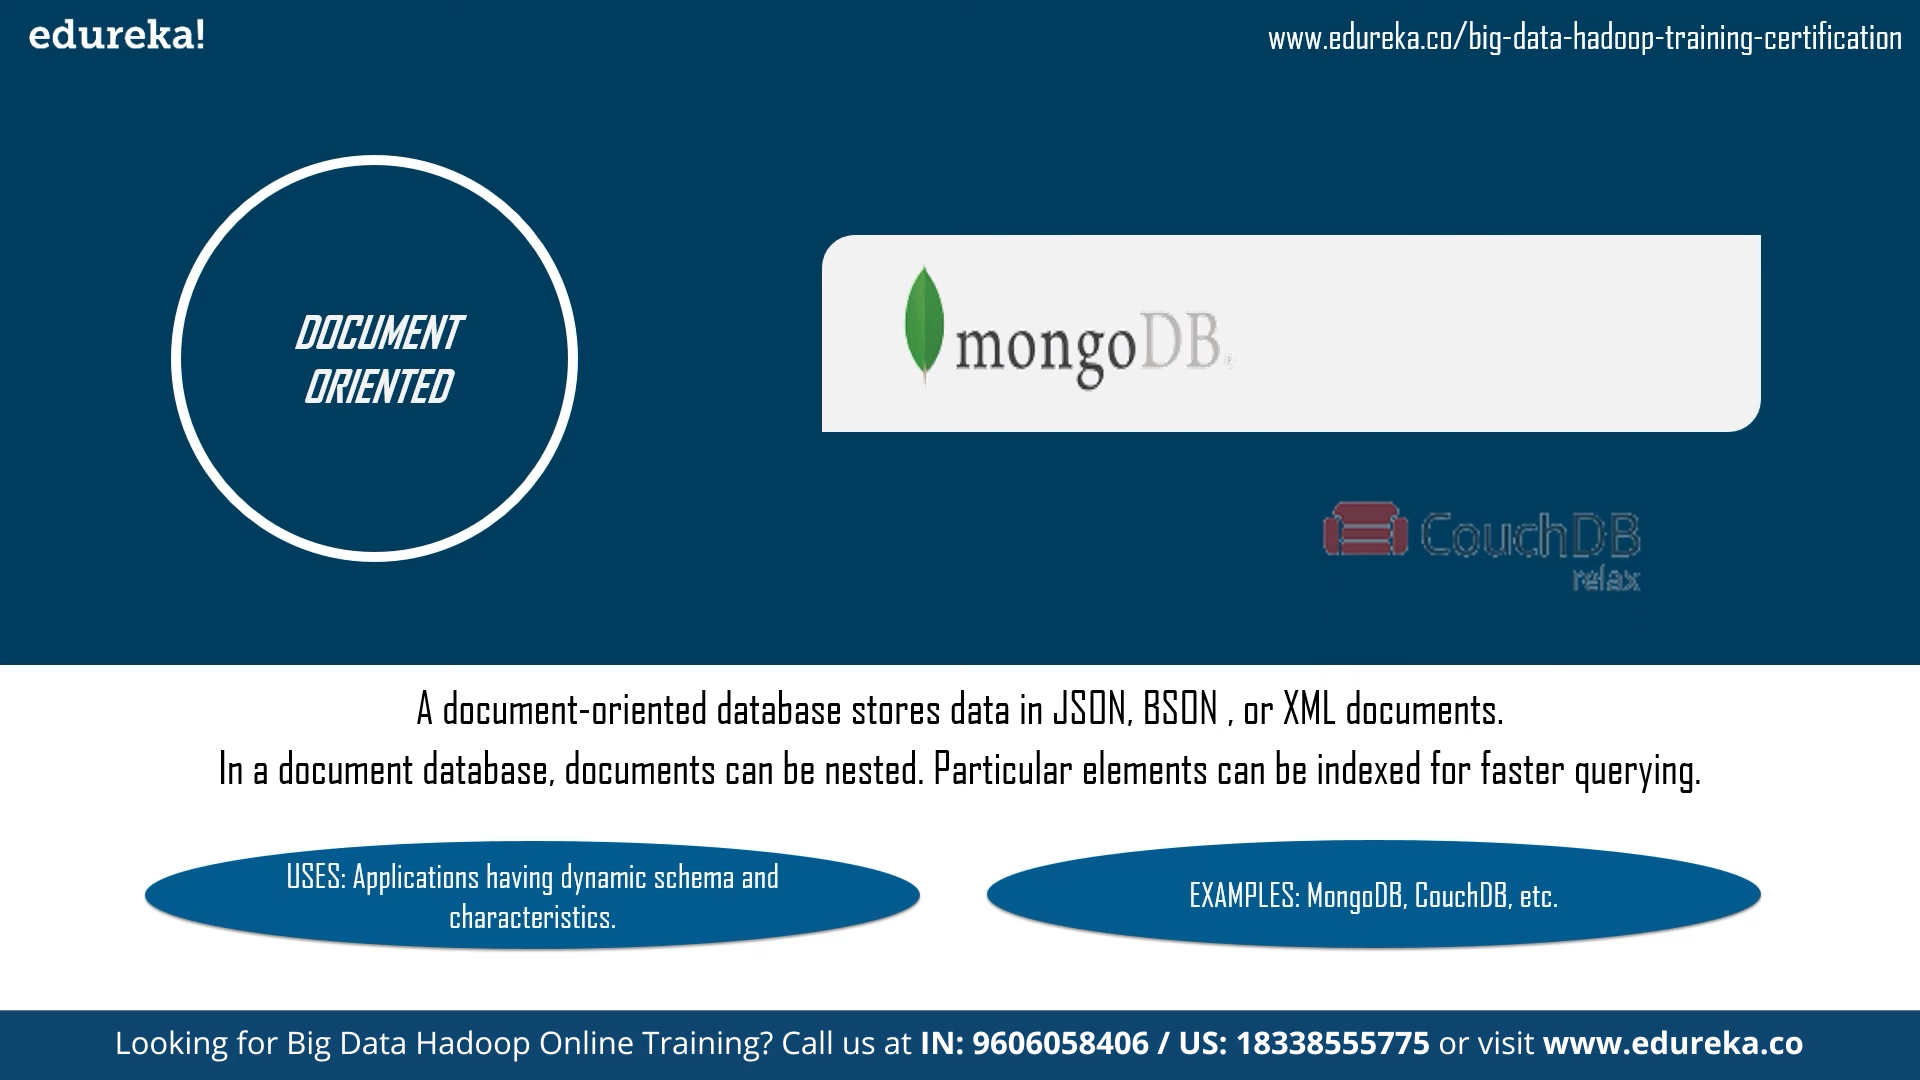 edureka!
www.edureka.co/big-data-hadoop-training-certification
DOCUMENT
ORIENTED
mongoDB®
CouchDB
relax
A document-oriented database stores data in JSON, BSON , or XML documents.
In a document database, documents can be nested. Particular elements can be indexed for faster querying.
USES: Applications having dynamic schema and
characteristics.
EXAMPLES: MongoDB, CouchDB, etc.
Looking for Big Data Hadoop Online Training? Call us at IN: 9606058406 / US: 18338555775 or visit www.edureka.co